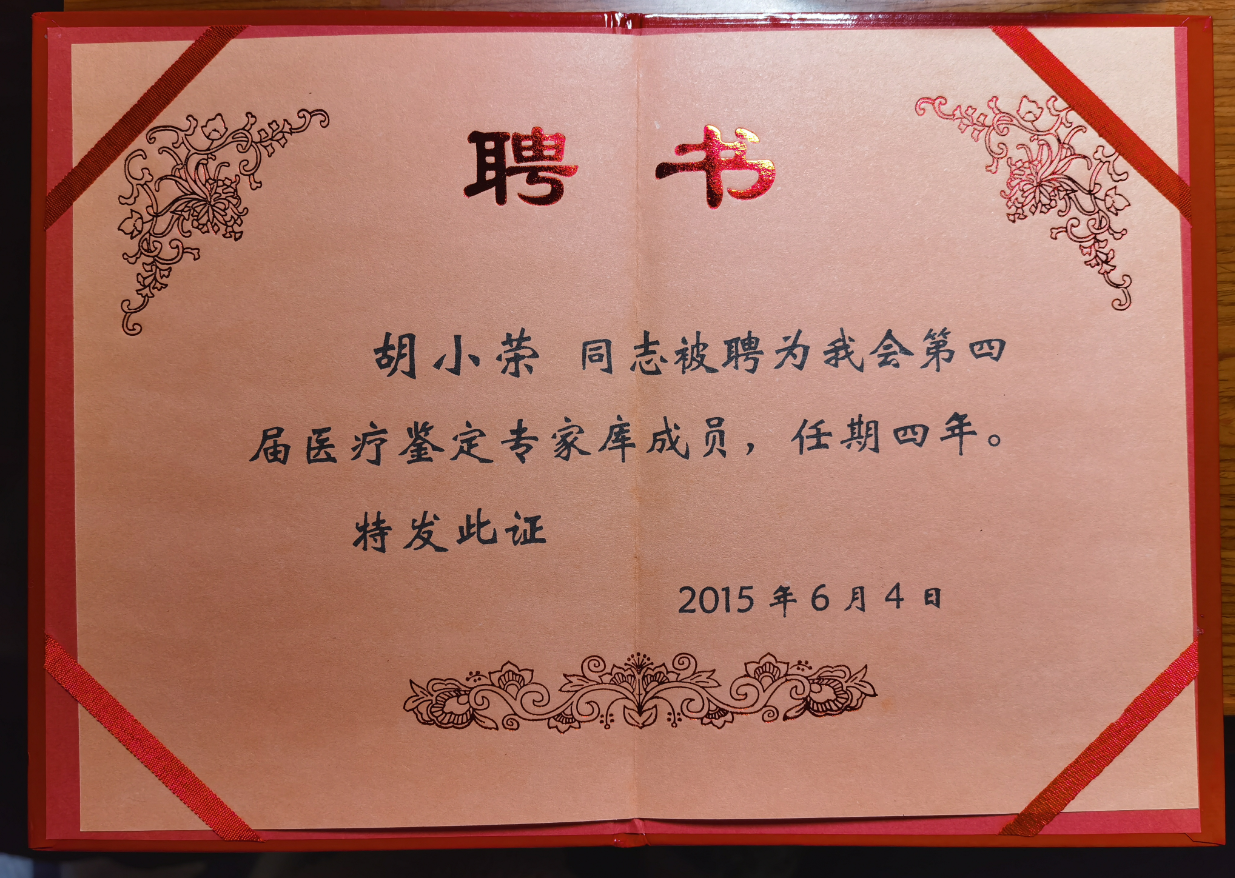 聘书
胡小荣 同志被聘为我会第四
届医疗鉴定专家库成员，任期四年。
特发此证
2015年6月4日